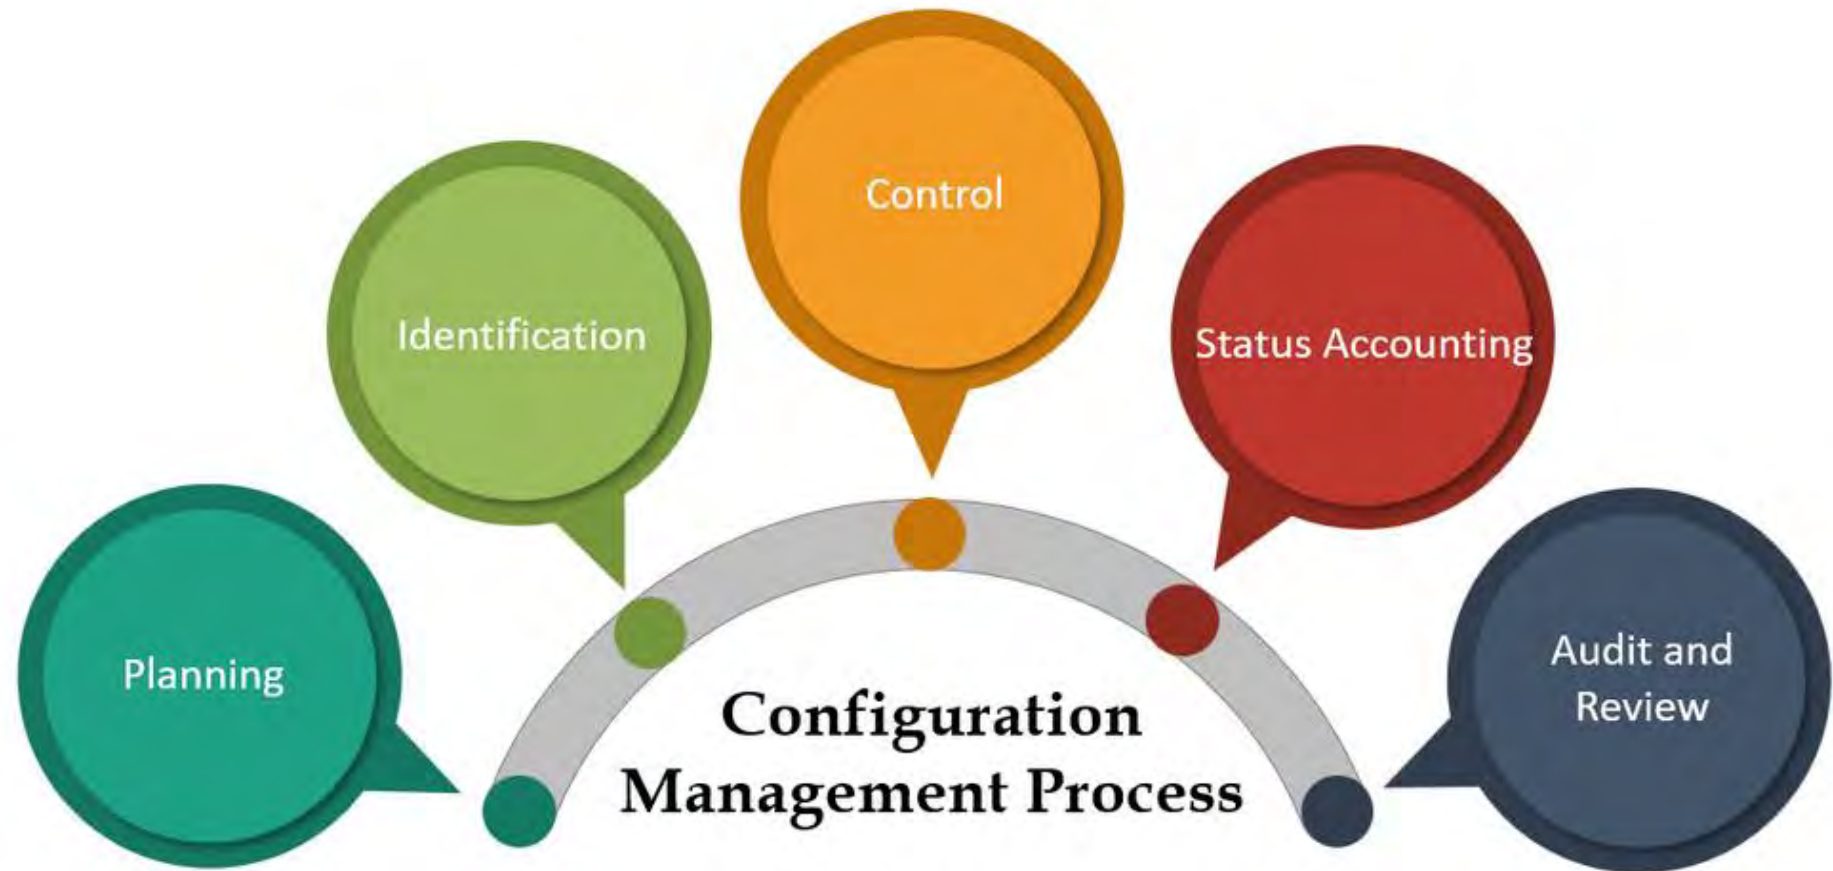 Planning
Identification
Control
Status Accounting
Audit and
Review
Configuration
Management Process